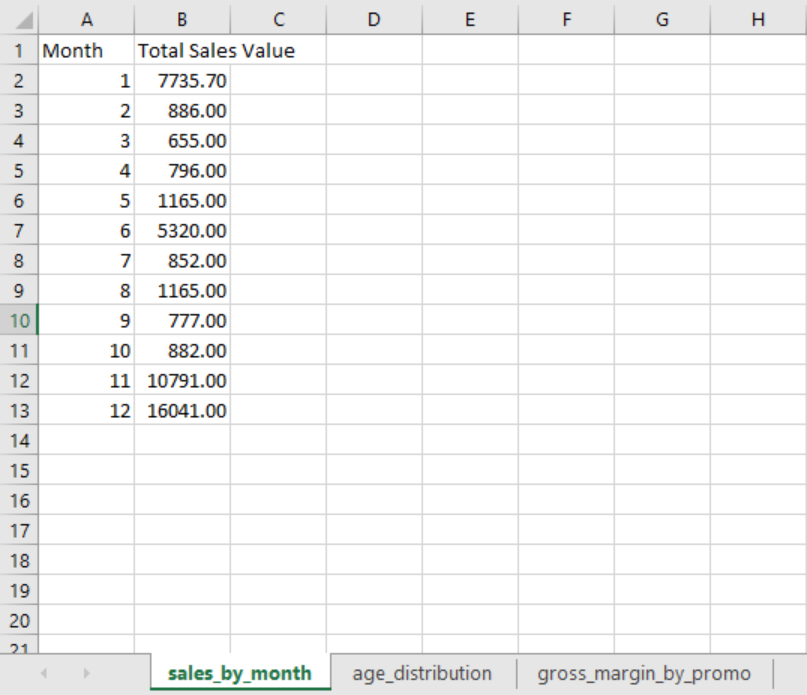 A B C D E F G H
1 Month Total Sales Value
2 1 7735.70
3 2 886.00
4 3 655.00
5 4 796.00
6 5 1165.00
7 6 5320.00
8 7 852.00
9 8 1165.00
10 9 777.00
11 10 882.00
12 11 10791.00
13 12 16041.00
14
15
16
17
18
19
20
21
sales_by_month age_distribution gross_margin_by_promo